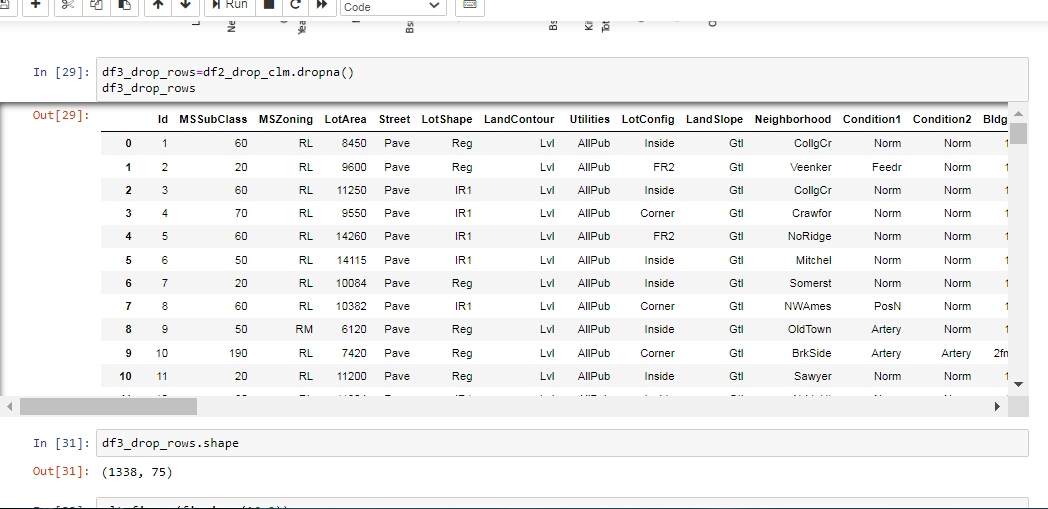 Run
Code
In [29]: df3_drop_rows=df2_drop_clm.dropna()
df3_drop_rows
Out[29]:
Id MSSubClass MSZoning LotArea Street LotShape LandContour Utilities LotConfig LandSlope Neighborhood Condition1 Condition2 Bldg
0 1 60 RL 8450 Pave Reg Lvl AllPub Inside Gtl CollgCr Norm Norm 1
1 2 20 RL 9600 Pave Reg Lvl AllPub FR2 Gtl Veenker Feedr Norm 1
2 3 60 RL 11250 Pave IR1 Lvl AllPub Inside Gtl CollgCr Norm Norm 1
3 4 70 RL 9550 Pave IR1 Lvl AllPub Corner Gtl Crawfor Norm Norm 1
4 5 60 RL 14260 Pave IR1 Lvl AllPub FR2 Gtl NoRidge Norm Norm 1
5 6 50 RL 14115 Pave IR1 Lvl AllPub Inside Gtl Mitchel Norm Norm 1
6 7 20 RL 10084 Pave Reg Lvl AllPub Inside Gtl Somerst Norm Norm 1
7 8 60 RL 10382 Pave IR1 Lvl AllPub Corner Gtl NWAmes PosN Norm 1
8 9 50 RM 6120 Pave Reg Lvl AllPub Inside Gtl OldTown Artery Norm 1
9 10 190 RL 7420 Pave Reg Lvl AllPub Corner Gtl BrkSide Artery Artery 2fm
10 11 20 RL 11200 Pave Reg Lvl AllPub Inside Gtl Sawyer Norm Norm 1
In [31]: df3_drop_rows.shape
Out[31]: (1338, 75)